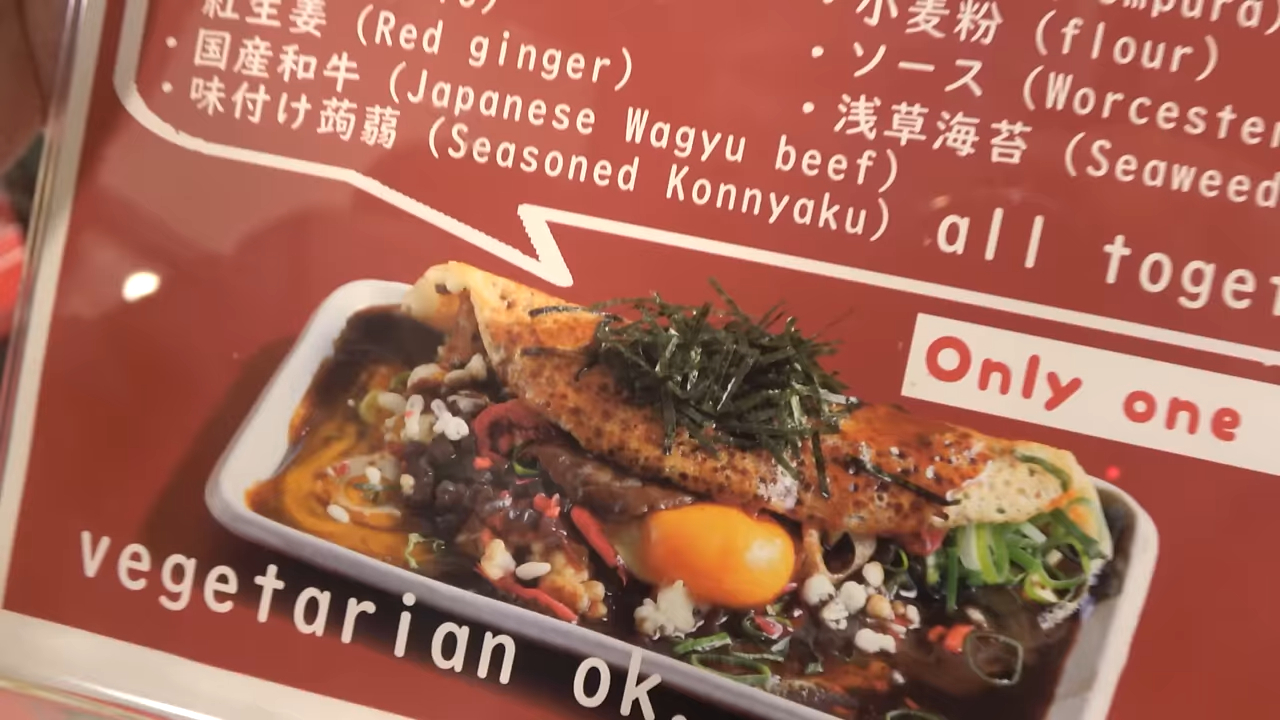 紅生姜 (Red ginger)
・国産和牛 (Japanese Wagyu beef)
・味付け蒟蒻 (Seasoned Konnyaku)
・小麦粉 (flour)
・ソース (Worcester
・浅草海苔 (Seaweed
all toget
Only one
vegetarian ok.